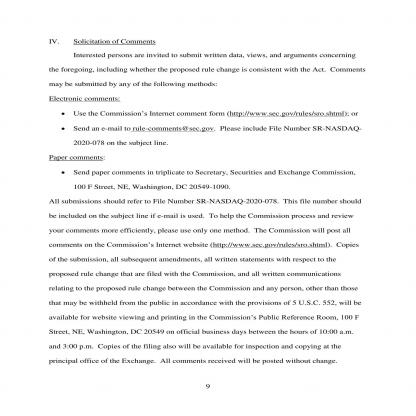 IV. Solicitation of Comments
Interested persons are invited to submit written data, views, and arguments concerning
the foregoing, including whether the proposed rule change is consistent with the Act. Comments
may be submitted by any of the following methods:
Electronic comments:
• Use the Commission's Internet comment form (http://www.sec.gov/rules/sro.shtml); or
• Send an e-mail to rule-comments@sec.gov. Please include File Number SR-NASDAQ-
2020-078 on the subject line.
Paper comments:
• Send paper comments in triplicate to Secretary, Securities and Exchange Commission,
100 F Street, NE, Washington, DC 20549-1090.
All submissions should refer to File Number SR-NASDAQ-2020-078. This file number should
be included on the subject line if e-mail is used. To help the Commission process and review
your comments more efficiently, please use only one method. The Commission will post all
comments on the Commission's Internet website (http://www.sec.gov/rules/sro.shtml). Copies
of the submission, all subsequent amendments, all written statements with respect to the
proposed rule change that are filed with the Commission, and all written communications
relating to the proposed rule change between the Commission and any person, other than those
that may be withheld from the public in accordance with the provisions of 5 U.S.C. 552, will be
available for website viewing and printing in the Commission's Public Reference Room, 100 F
Street, NE, Washington, DC 20549 on official business days between the hours of 10:00 a.m.
and 3:00 p.m. Copies of the filing also will be available for inspection and copying at the
principal office of the Exchange. All comments received will be posted without change.
9